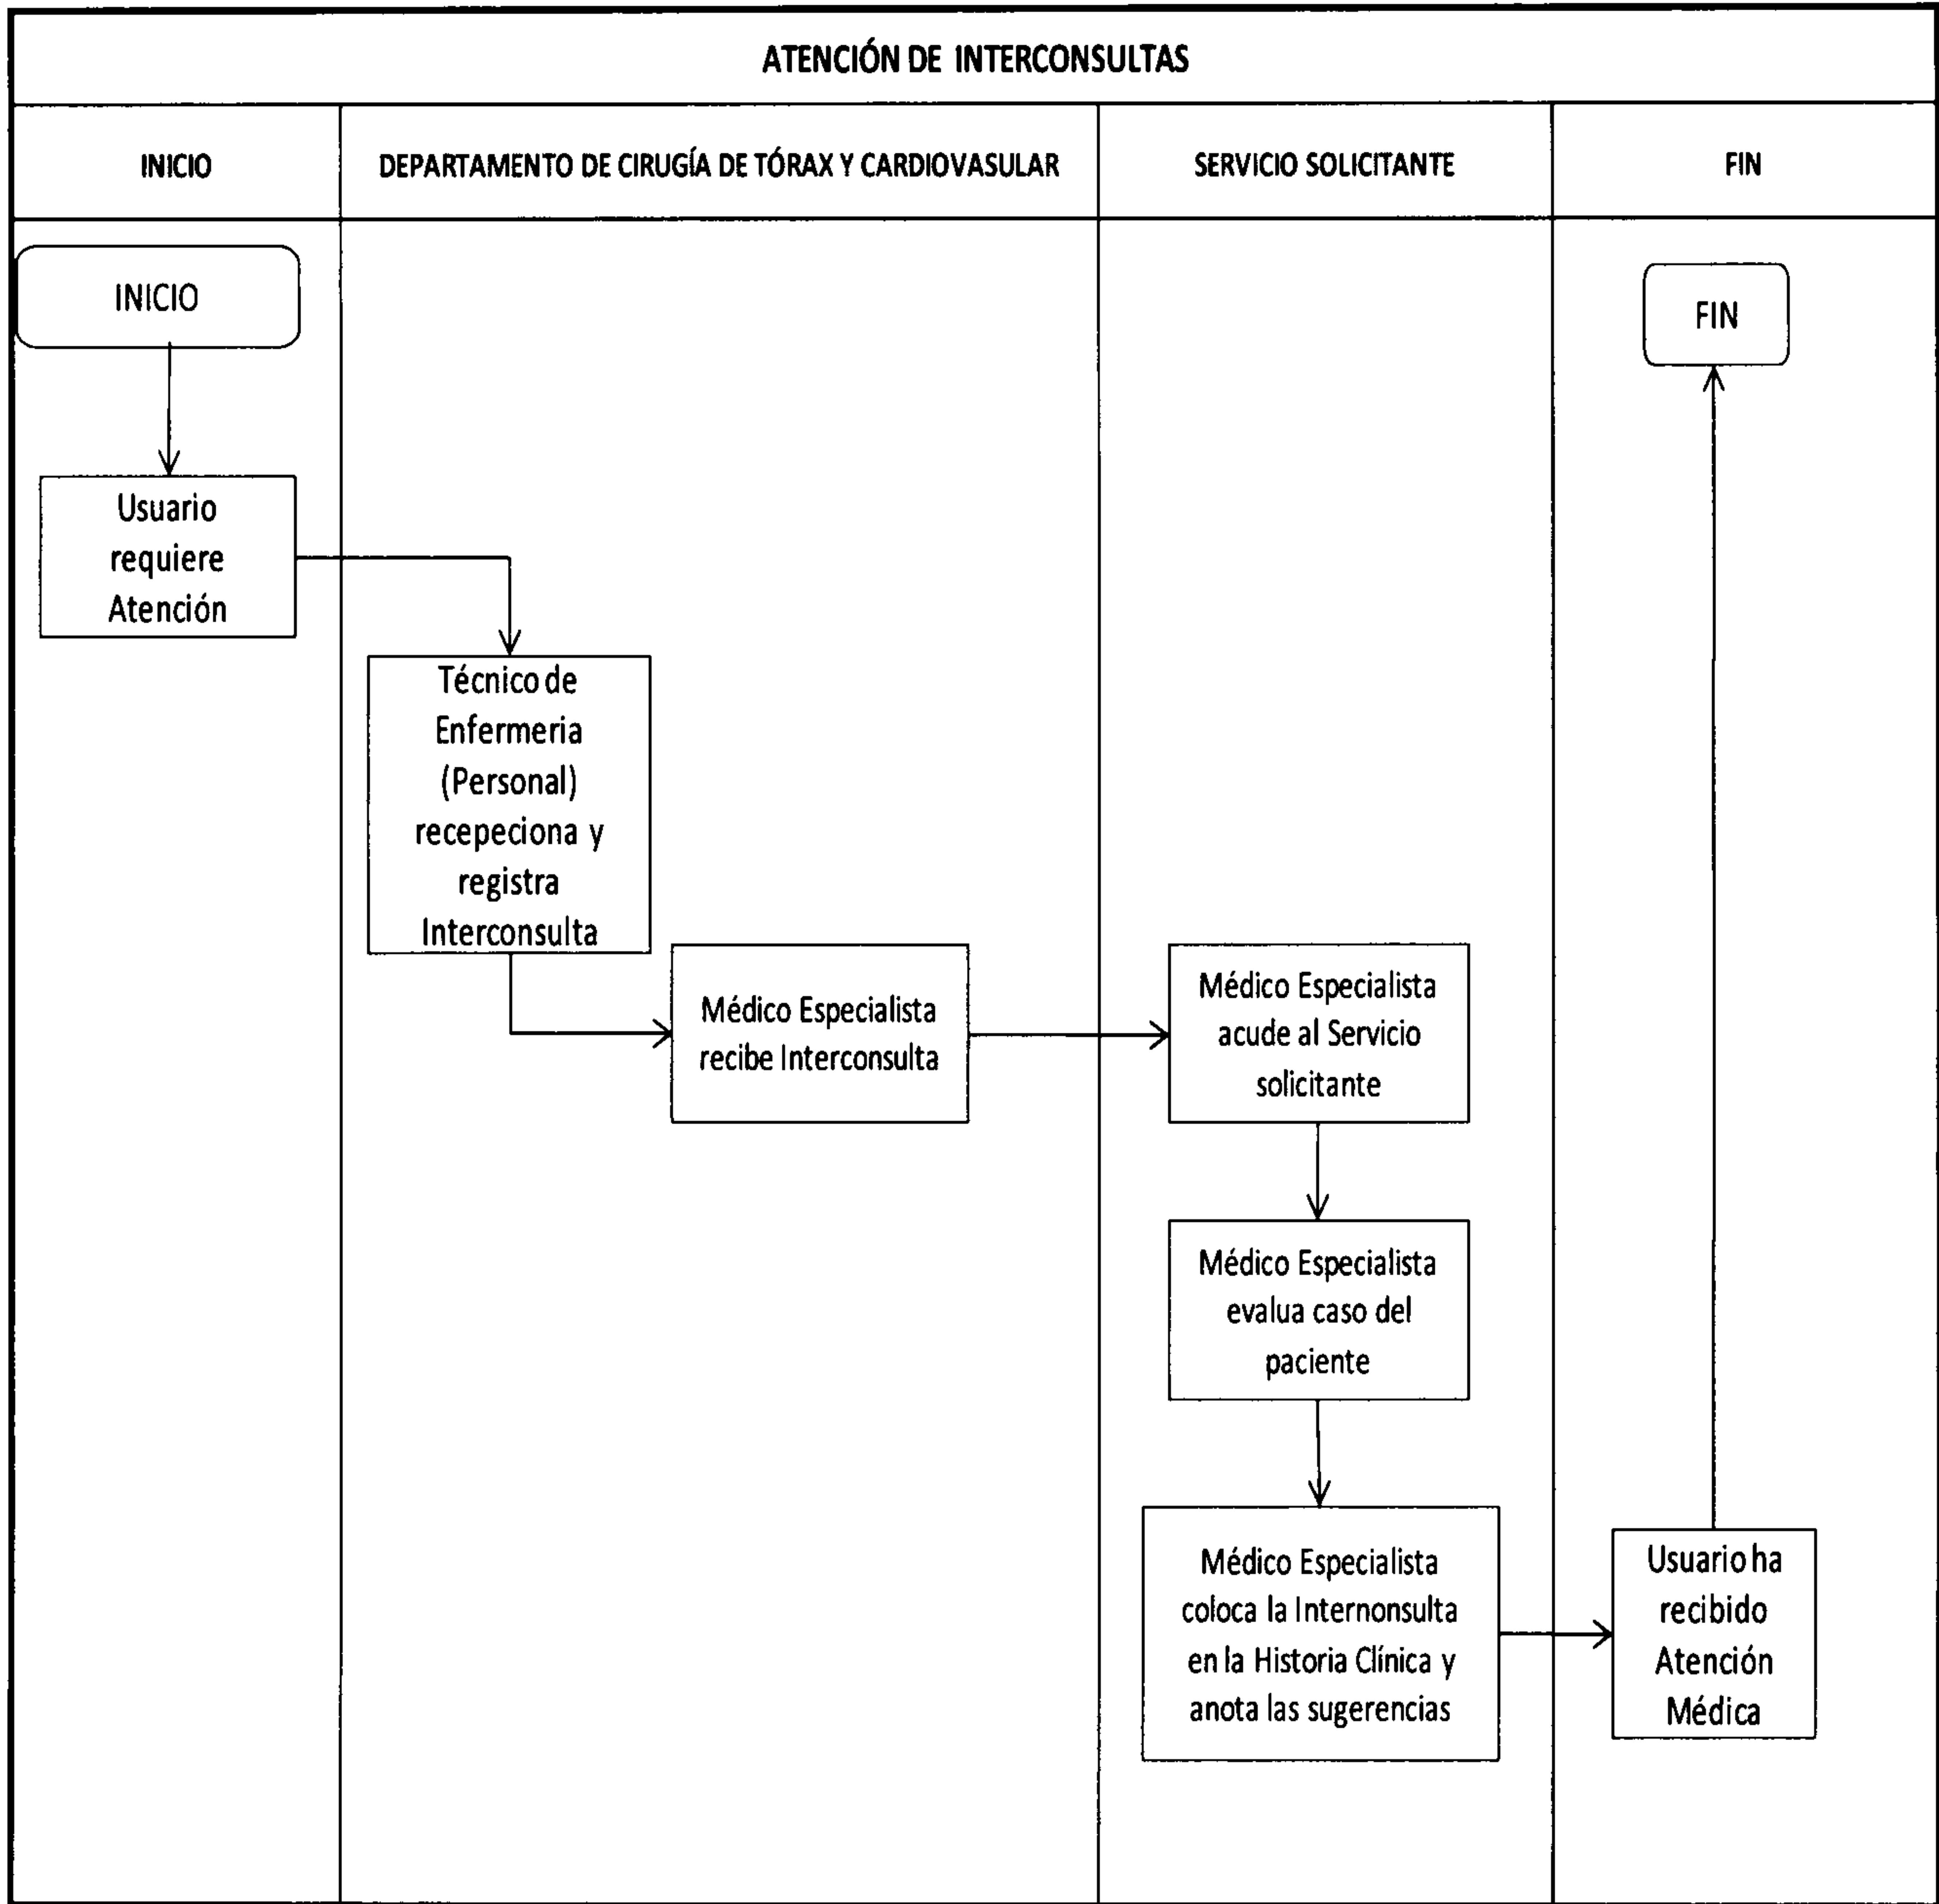 ATENCIÓN DE INTERCONSULTAS
INICIO
DEPARTAMENTO DE CIRUGÍA DE TÓRAX Y CARDIOVASULAR
SERVICIO SOLICITANTE
FIN
INICIO
Usuario
requiere
Atención
Técnico de
Enfermeria
(Personal)
recepeciona y
registra
Interconsulta
Médico Especialista
recibe Interconsulta
Médico Especialista
acude al Servicio
solicitante
Médico Especialista
evalua caso del
paciente
Médico Especialista
coloca la Internonsulta
en la Historia Clínica y
anota las sugerencias
Usuario ha
recibido
Atención
Médica
FIN